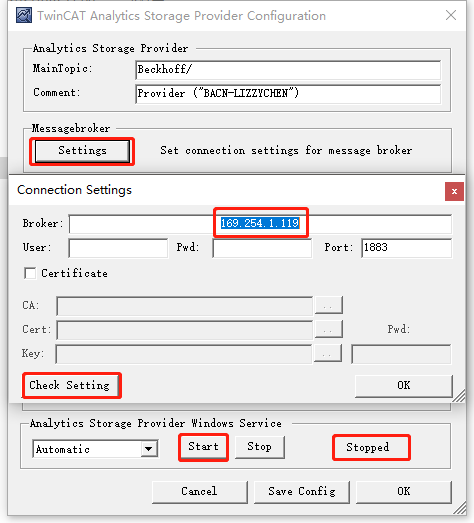 TwinCAT Analytics Storage Provider Configuration
Analytics Storage Provider
MainTopic: Beckhoff/
Comment: Provider ("BACN-LIZZYCHEN")
Messagebroker
Settings Set connection settings for message broker
Connection Settings
Broker: 169.254.1.119
User: Pwd: Port: 1883
Certificate
CA: ..
Cert: .. Pwd:
Key: ..
Check Setting OK
Analytics Storage Provider Windows Service
Automatic Start Stop Stopped
Cancel Save Config OK